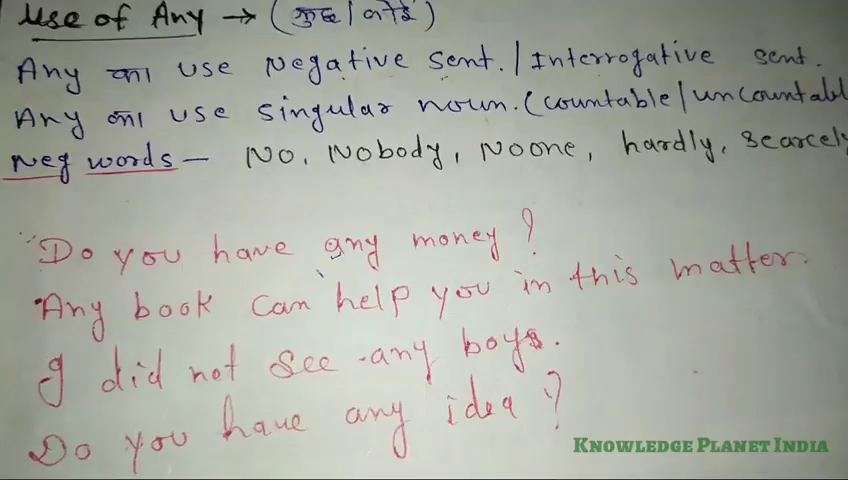 Use of Any → (कुछ/कोई)
Any का use Negative sent./Interrogative sent.
Any का use singular noun.(countable/uncountabl
Neg words— No, Nobody, Noone, hardly, Scarcely
Do you have any money?
Any book can help you in this matter.
I did not see any boys.
Do you have any idea?
KNOWLEDGE PLANET INDIA